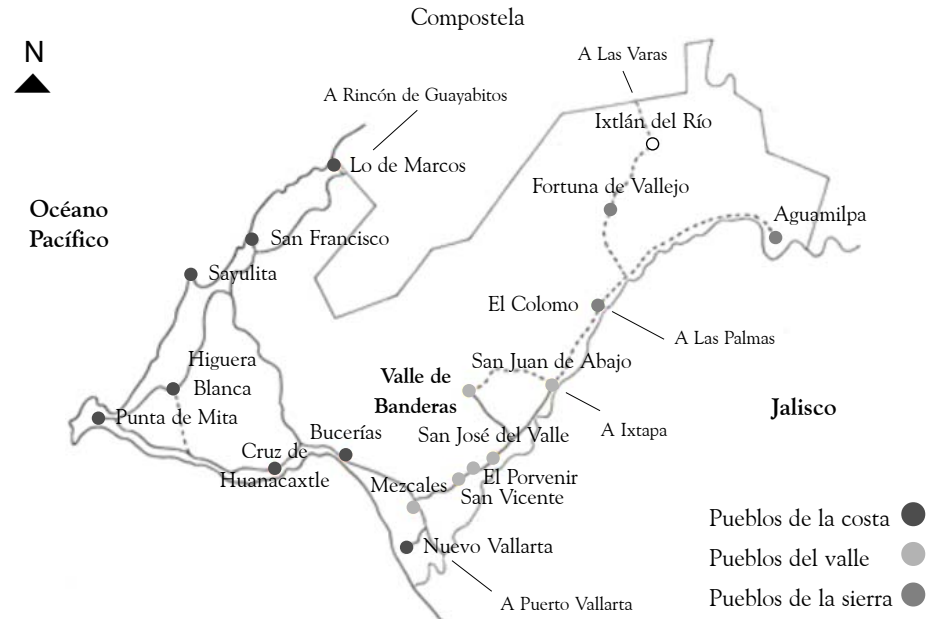 Compostela
N
A Las Varas
A Rincón de Guayabitos
Ixtlán del Río
Lo de Marcos
Fortuna de Vallejo
Océano
Pacífico
Aguamilpa
San Francisco
Sayulita
El Colomo
A Las Palmas
Higuera
Blanca
San Juan de Abajo
Valle de
Banderas
Jalisco
Punta de Mita
A Ixtapa
Bucerías
San José del Valle
Cruz de
Huanacaxtle
El Porvenir
Mezcales
San Vicente
Pueblos de la costa
Nuevo Vallarta
Pueblos del valle
A Puerto Vallarta
Pueblos de la sierra